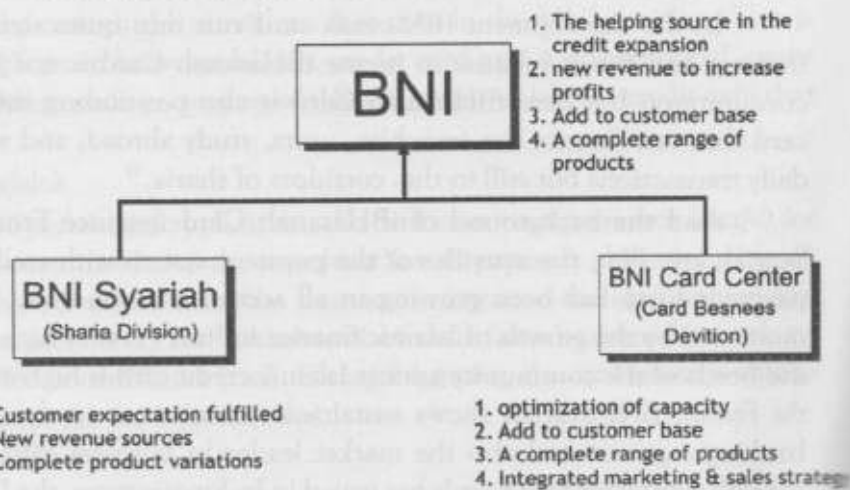 1. The helping source in the
credit expansion
2. new revenue to increase
profits
3. Add to customer base
4. A complete range of
products
BNI
BNI Syariah
(Sharia Division)
BNI Card Center
(Card Besnees
Devition)
Customer expectation fulfilled
New revenue sources
Complete product variations
1. optimization of capacity
2. Add to customer base
3. A complete range of products
4. Integrated marketing & sales